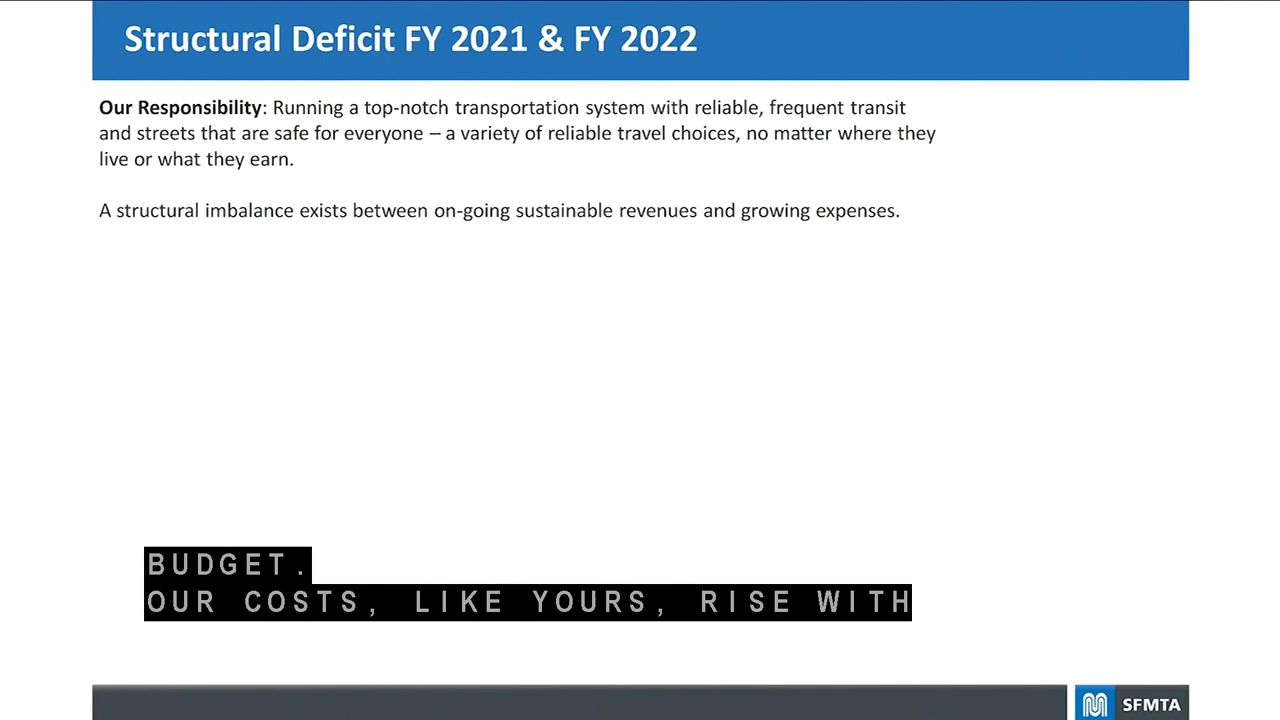 Structural Deficit FY 2021 & FY 2022
Our Responsibility: Running a top-notch transportation system with reliable, frequent transit
and streets that are safe for everyone – a variety of reliable travel choices, no matter where they
live or what they earn.
A structural imbalance exists between on-going sustainable revenues and growing expenses.
BUDGET.
OUR COSTS, LIKE YOURS, RISE WITH
SFMTA